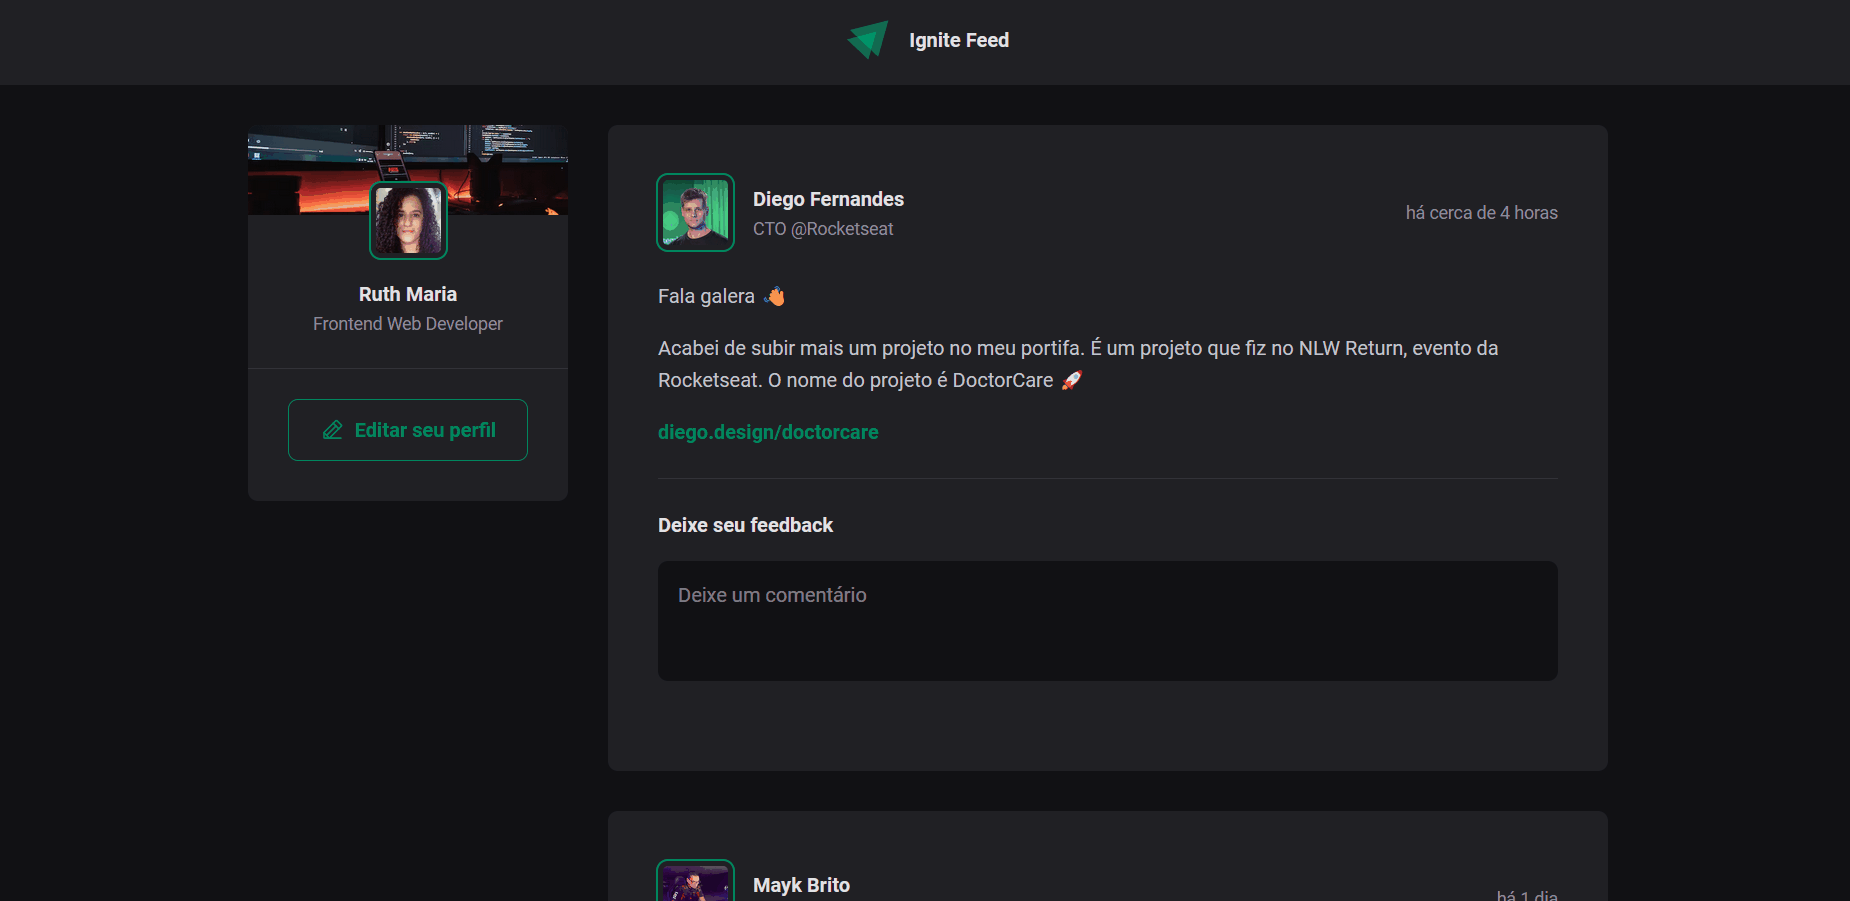 Ignite Feed
Ruth Maria
Frontend Web Developer
Editar seu perfil
Diego Fernandes
CTO @Rocketseat
há cerca de 4 horas
Fala galera 👋
Acabei de subir mais um projeto no meu portifa. É um projeto que fiz no NLW Return, evento da
Rocketseat. O nome do projeto é DoctorCare 🚀
diego.design/doctorcare
Deixe seu feedback
Deixe um comentário
Mayk Brito
há 1 dia